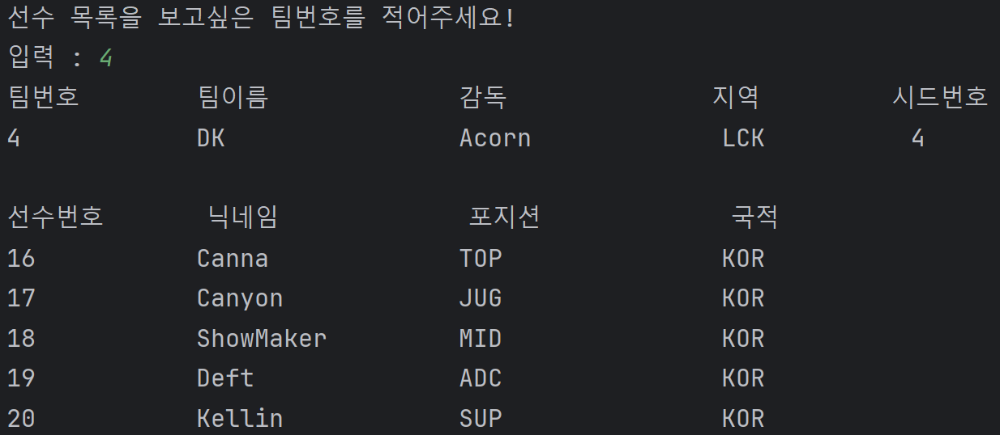 선수 목록을 보고싶은 팀번호를 적어주세요!
입력 : 4
팀번호 팀이름 감독 지역 시드번호
4 DK Acorn LCK 4
선수번호 닉네임 포지션 국적
16 Canna TOP KOR
17 Canyon JUG KOR
18 ShowMaker MID KOR
19 Deft ADC KOR
20 Kellin SUP KOR